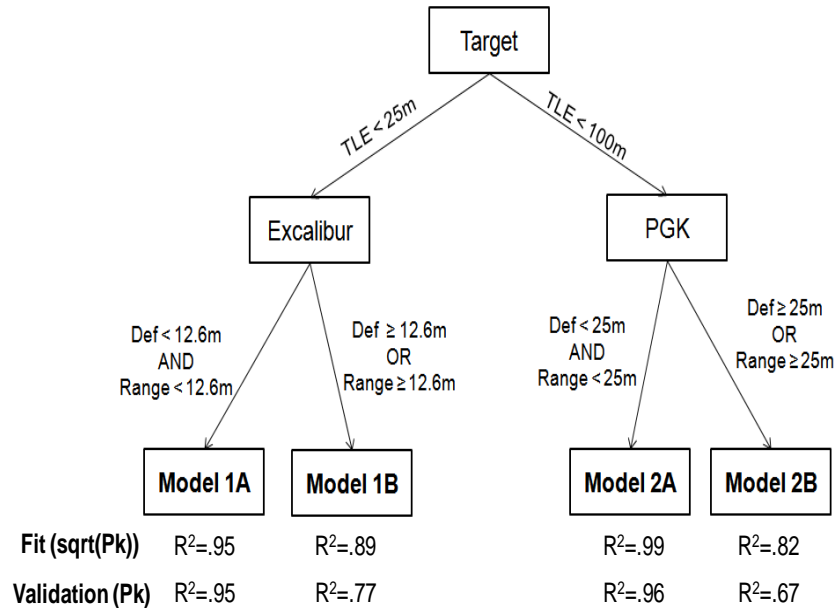 Target
TLE < 25m
TLE < 100m
Excalibur
PGK
Def < 12.6m
AND
Range < 12.6m
Def ≥ 12.6m
OR
Range ≥ 12.6m
Def < 25m
AND
Range < 25m
Def ≥ 25m
OR
Range ≥ 25m
Model 1A
Model 1B
Model 2A
Model 2B
Fit (sqrt(Pk)) R²=.95 R²=.89 R²=.99 R²=.82
Validation (Pk) R²=.95 R²=.77 R²=.96 R²=.67